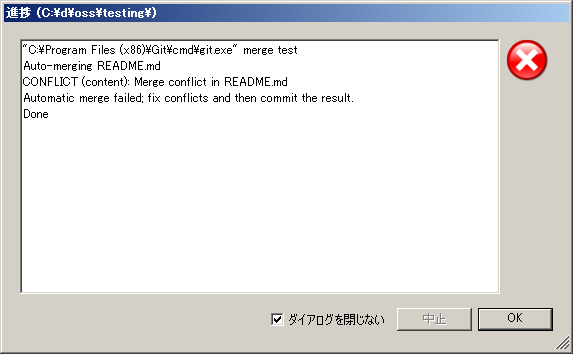 進捗 (C:¥d¥oss¥testing¥)
"C:¥Program Files (x86)¥Git¥cmd¥git.exe" merge test
Auto-merging README.md
CONFLICT (content): Merge conflict in README.md
Automatic merge failed; fix conflicts and then commit the result.
Done
ダイアログを閉じない
中止
OK